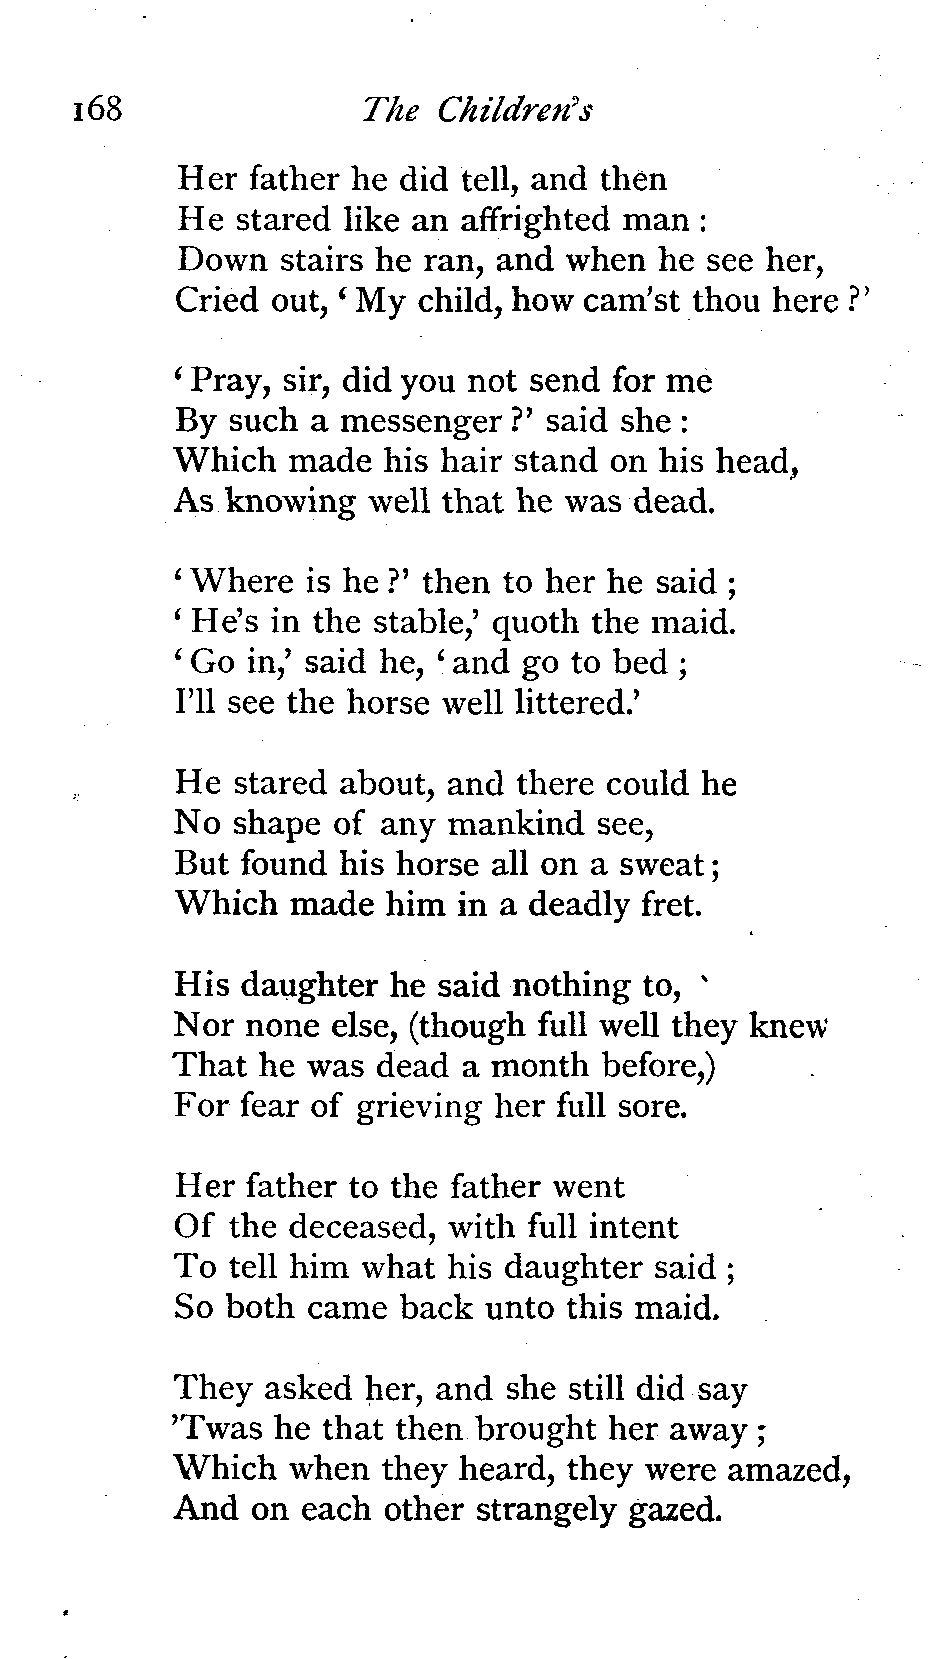 168 The Children's
Her father he did tell, and then
He stared like an affrighted man :
Down stairs he ran, and when he see her,
Cried out, ‘ My child, how cam'st thou here ?’
‘ Pray, sir, did you not send for me
By such a messenger ?’ said she :
Which made his hair stand on his head,
As knowing well that he was dead.
‘ Where is he ?’ then to her he said ;
‘ He's in the stable,’ quoth the maid.
‘ Go in,’ said he, ‘ and go to bed ;
I'll see the horse well littered.’
He stared about, and there could he
No shape of any mankind see,
But found his horse all on a sweat ;
Which made him in a deadly fret.
His daughter he said nothing to,
Nor none else, (though full well they knew
That he was dead a month before,)
For fear of grieving her full sore.
Her father to the father went
Of the deceased, with full intent
To tell him what his daughter said ;
So both came back unto this maid.
They asked her, and she still did say
’Twas he that then brought her away ;
Which when they heard, they were amazed,
And on each other strangely gazed.